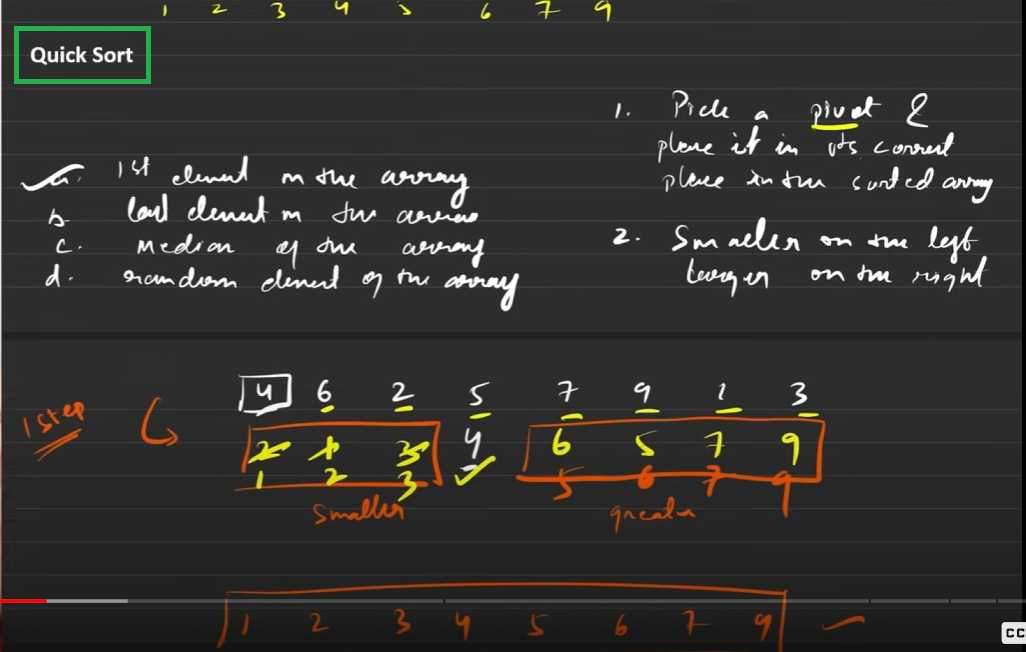 1 2 3 4 5 6 7 9
Quick Sort
1. Pick a pivot &
place it in its correct
place in the sorted array
2. Smaller on the left
larger on the right
a. 1st element in the array
b last element in the array
c. Median of the array
d. random element of the array
1 step
4 6 2 5 7 9 1 3
2 1 3 4 6 5 7 9
1 2 3 5 6 7 9
smaller greater
1 2 3 4 5 6 7 9
CC